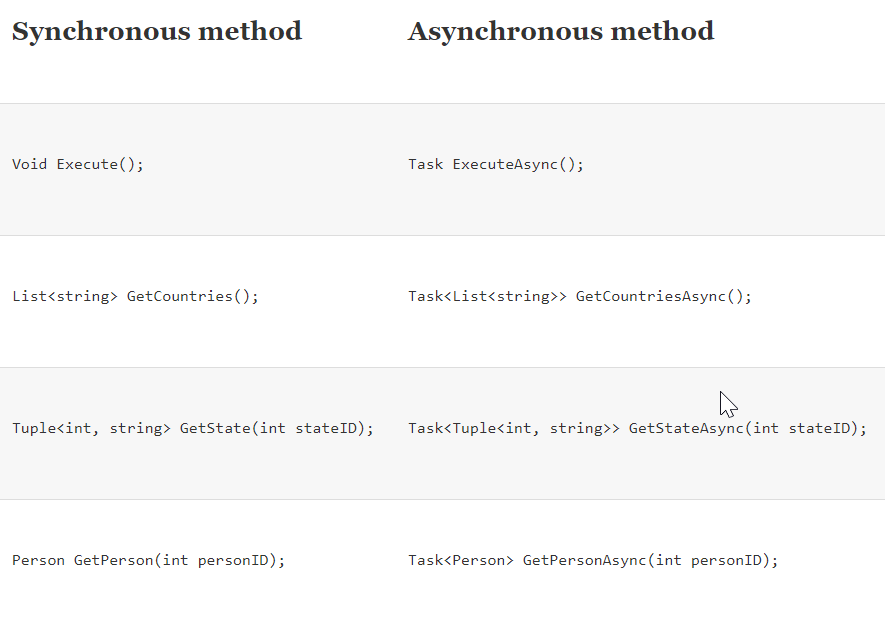 Synchronous method Asynchronous method
Void Execute(); Task ExecuteAsync();
List<string> GetCountries(); Task<List<string>> GetCountriesAsync();
Tuple<int, string> GetState(int stateID); Task<Tuple<int, string>> GetStateAsync(int stateID);
Person GetPerson(int personID); Task<Person> GetPersonAsync(int personID);